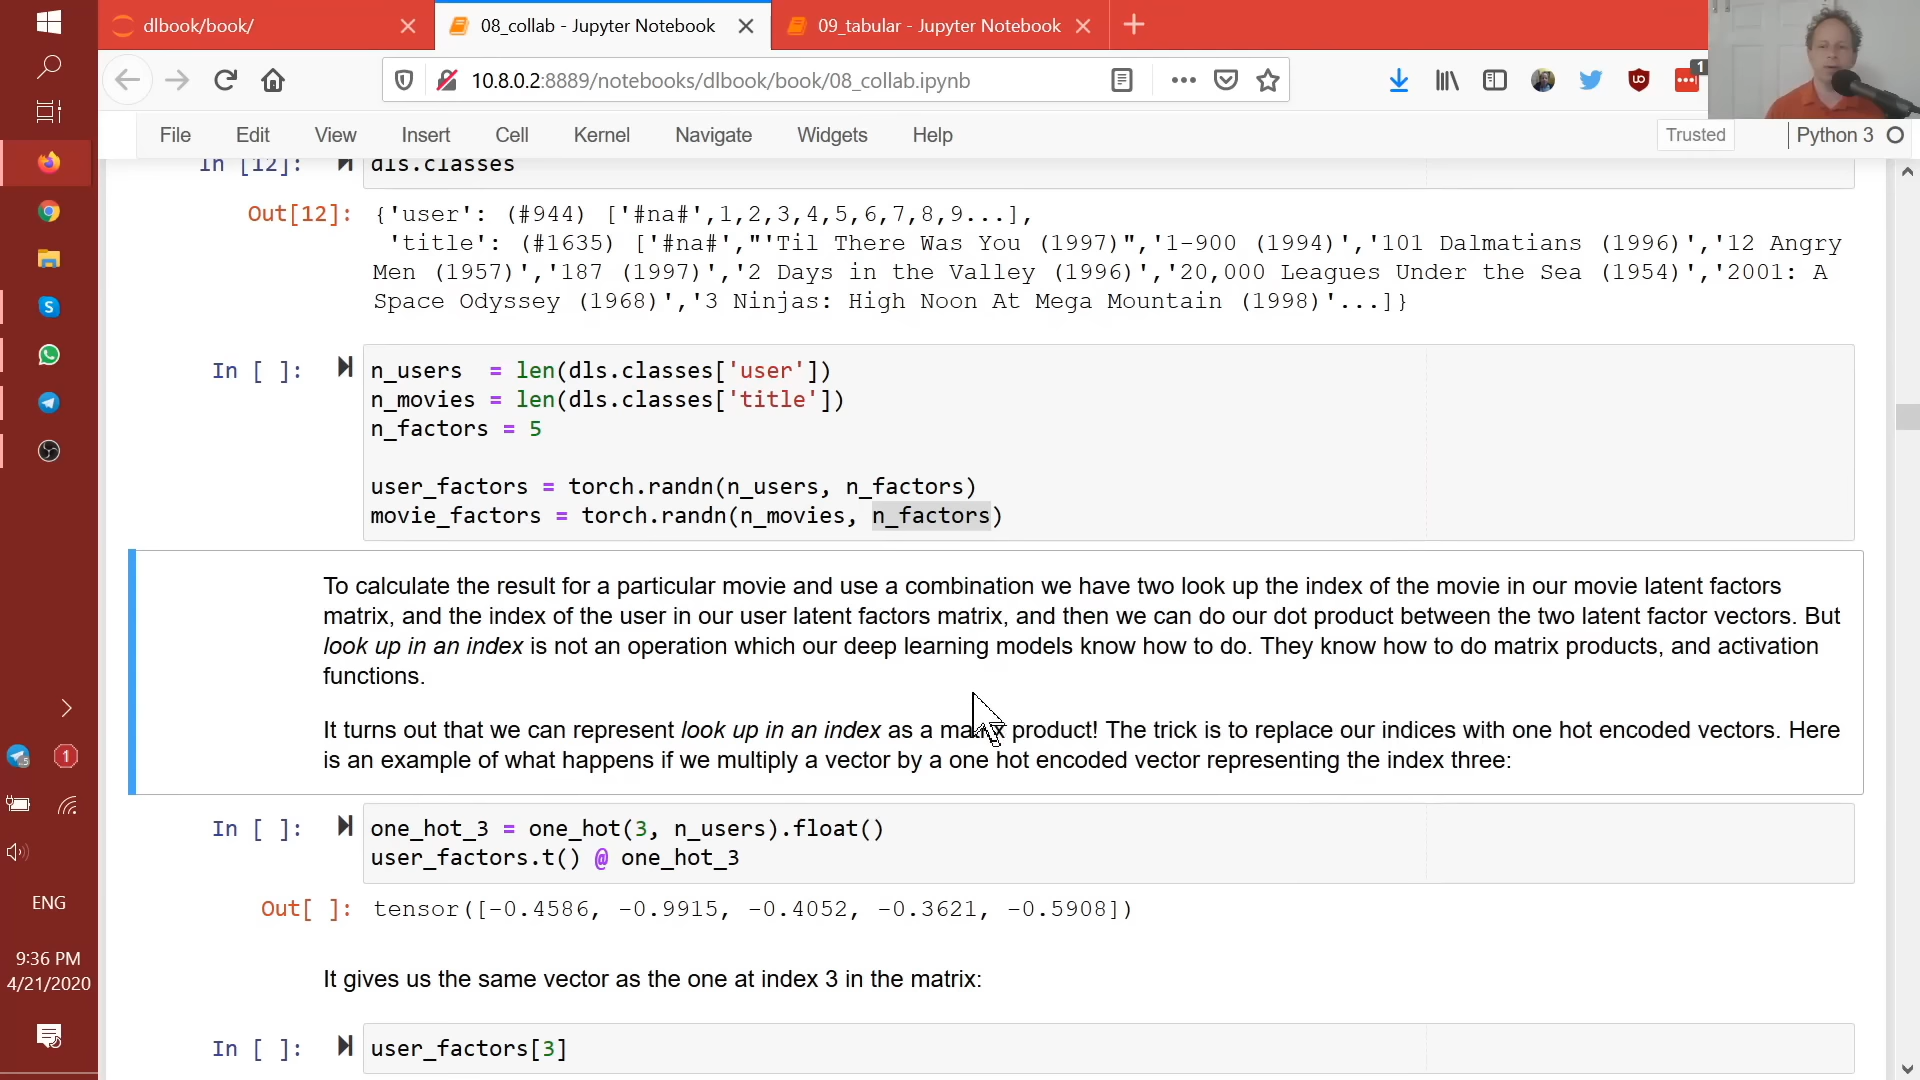 dlbook/book/
08_collab - Jupyter Notebook
09_tabular - Jupyter Notebook
10.8.0.2:8889/notebooks/dlbook/book/08_collab.ipynb
1
File Edit View Insert Cell Kernel Navigate Widgets Help
Trusted
Python 3
In [12]:
dls.classes
Out[12]:
{'user': (#944) ['#na#',1,2,3,4,5,6,7,8,9...],
'title': (#1635) ['#na#',"'Til There Was You (1997)",'1-900 (1994)','101 Dalmatians (1996)','12 Angry
Men (1957)','187 (1997)','2 Days in the Valley (1996)','20,000 Leagues Under the Sea (1954)','2001: A
Space Odyssey (1968)','3 Ninjas: High Noon At Mega Mountain (1998)'...]}
In [ ]:
n_users = len(dls.classes['user'])
n_movies = len(dls.classes['title'])
n_factors = 5
user_factors = torch.randn(n_users, n_factors)
movie_factors = torch.randn(n_movies, n_factors)
To calculate the result for a particular movie and use a combination we have two look up the index of the movie in our movie latent factors
matrix, and the index of the user in our user latent factors matrix, and then we can do our dot product between the two latent factor vectors. But
look up in an index is not an operation which our deep learning models know how to do. They know how to do matrix products, and activation
functions.
It turns out that we can represent look up in an index as a matrix product! The trick is to replace our indices with one hot encoded vectors. Here
is an example of what happens if we multiply a vector by a one hot encoded vector representing the index three:
In [ ]:
one_hot_3 = one_hot(3, n_users).float()
user_factors.t() @ one_hot_3
Out[ ]:
tensor([-0.4586, -0.9915, -0.4052, -0.3621, -0.5908])
It gives us the same vector as the one at index 3 in the matrix:
In [ ]:
user_factors[3]
1
ENG
9:36 PM
4/21/2020